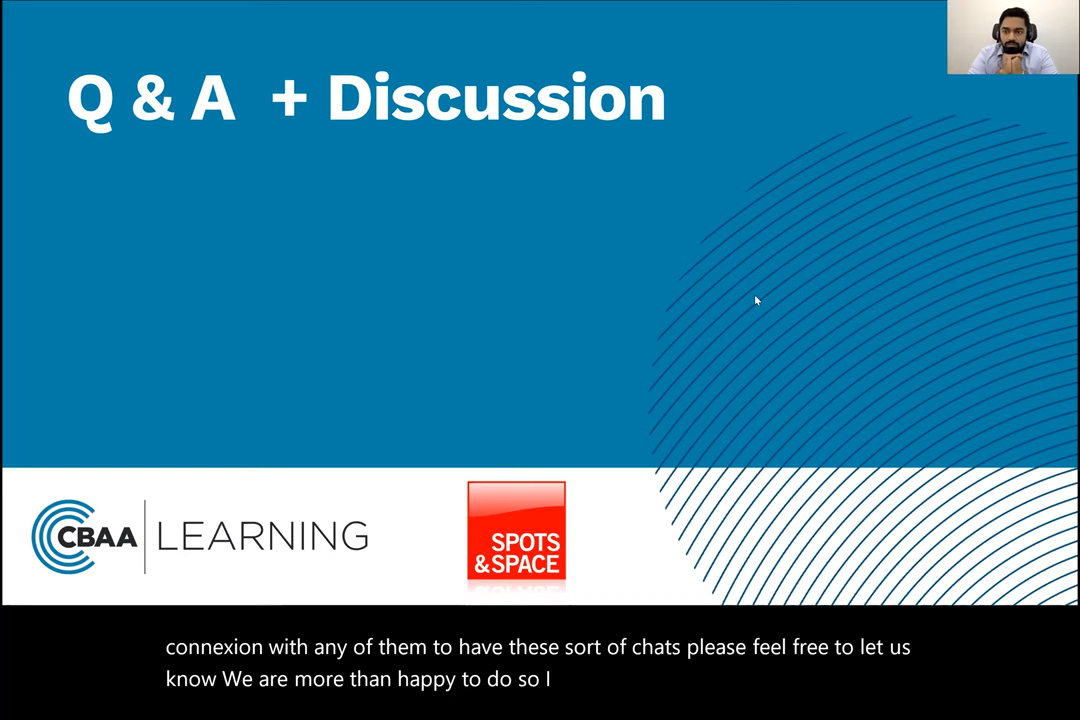 Q & A + Discussion
CBAA LEARNING
SPOTS
& SPACE
connexion with any of them to have these sort of chats please feel free to let us
know We are more than happy to do so I